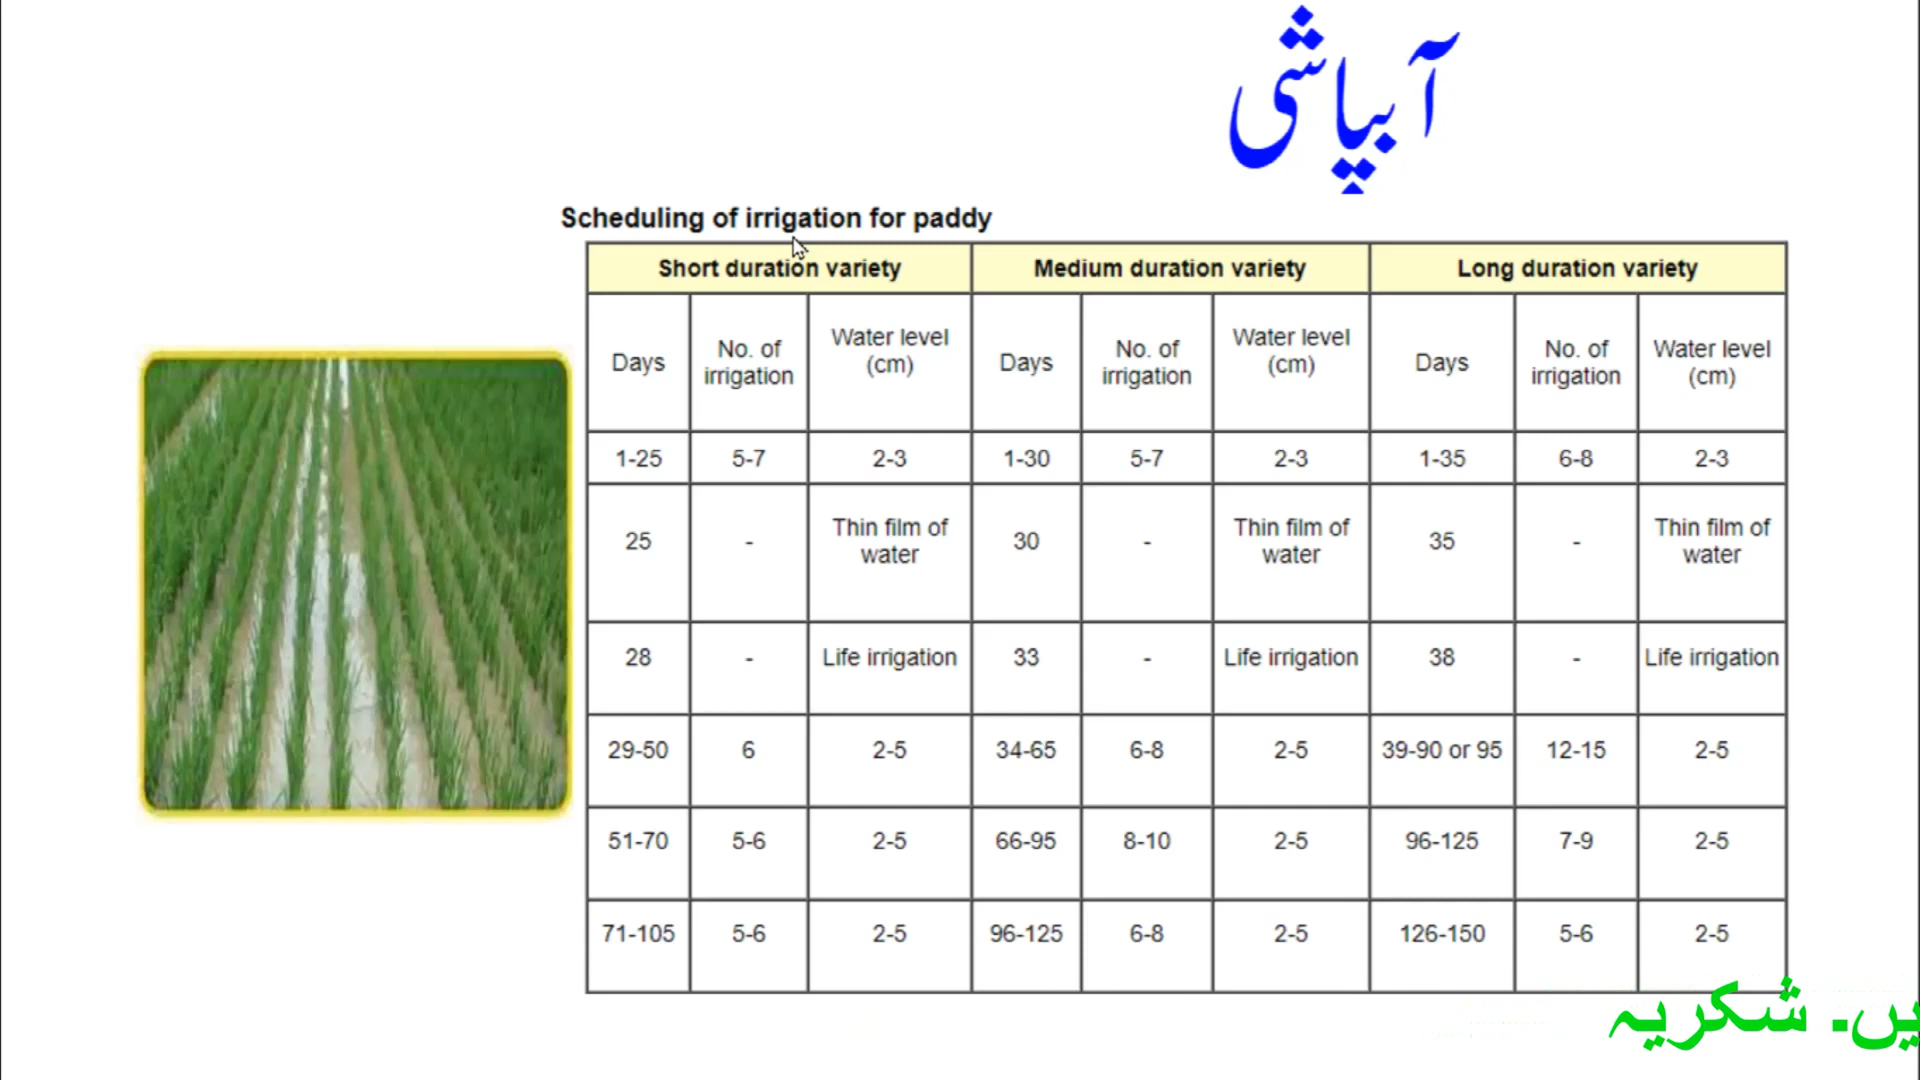 آبپاشی
Scheduling of irrigation for paddy
Short duration variety Medium duration variety Long duration variety
Days No. of irrigation Water level (cm) Days No. of irrigation Water level (cm) Days No. of irrigation Water level (cm)
1-25 5-7 2-3 1-30 5-7 2-3 1-35 6-8 2-3
25 - Thin film of water 30 - Thin film of water 35 - Thin film of water
28 - Life irrigation 33 - Life irrigation 38 - Life irrigation
29-50 6 2-5 34-65 6-8 2-5 39-90 or 95 12-15 2-5
51-70 5-6 2-5 66-95 8-10 2-5 96-125 7-9 2-5
71-105 5-6 2-5 96-125 6-8 2-5 126-150 5-6 2-5
شکریہ